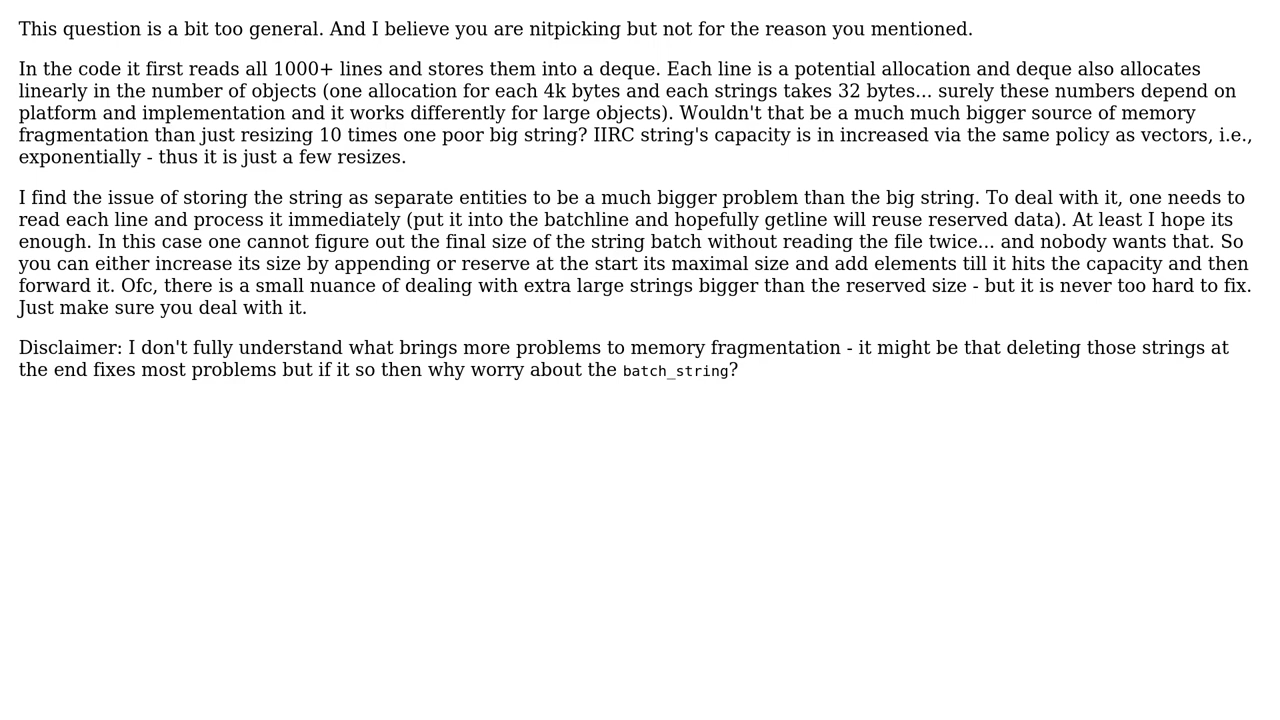 This question is a bit too general. And I believe you are nitpicking but not for the reason you mentioned.
In the code it first reads all 1000+ lines and stores them into a deque. Each line is a potential allocation and deque also allocates
linearly in the number of objects (one allocation for each 4k bytes and each strings takes 32 bytes... surely these numbers depend on
platform and implementation and it works differently for large objects). Wouldn't that be a much much bigger source of memory
fragmentation than just resizing 10 times one poor big string? IIRC string's capacity is in increased via the same policy as vectors, i.e.,
exponentially - thus it is just a few resizes.
I find the issue of storing the string as separate entities to be a much bigger problem than the big string. To deal with it, one needs to
read each line and process it immediately (put it into the batchline and hopefully getline will reuse reserved data). At least I hope its
enough. In this case one cannot figure out the final size of the string batch without reading the file twice... and nobody wants that. So
you can either increase its size by appending or reserve at the start its maximal size and add elements till it hits the capacity and then
forward it. Ofc, there is a small nuance of dealing with extra large strings bigger than the reserved size - but it is never too hard to fix.
Just make sure you deal with it.
Disclaimer: I don't fully understand what brings more problems to memory fragmentation - it might be that deleting those strings at
the end fixes most problems but if it so then why worry about the batch_string?